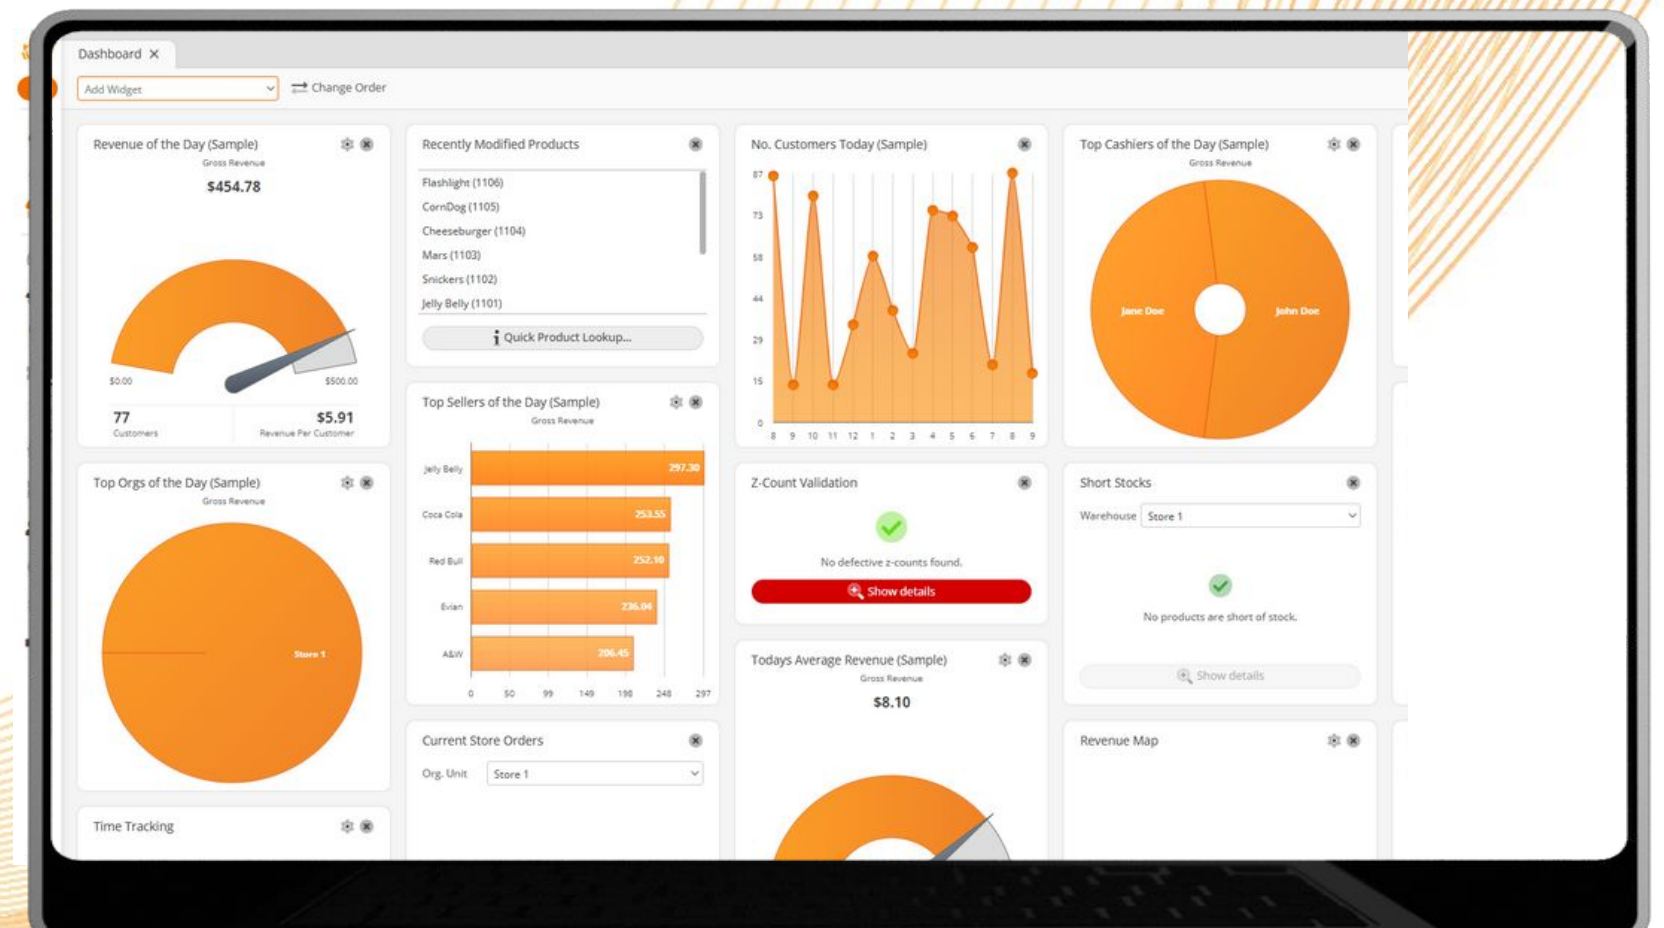 Dashboard X
Add Widget
Change Order
Revenue of the Day (Sample)
Gross Revenue
$454.78
$0.00
$500.00
77
Customers
$5.91
Revenue Per Customer
Top Orgs of the Day (Sample)
Gross Revenue
Store 1
Time Tracking
Recently Modified Products
Flashlight (1106)
CornDog (1105)
Cheeseburger (1104)
Mars (1103)
Snickers (1102)
Jelly Belly (1101)
i Quick Product Lookup...
Top Sellers of the Day (Sample)
Gross Revenue
Jelly Belly 297.30
Coca Cola 253.55
Red Bull 252.10
Evian 236.04
A&W 206.45
0 50 99 149 198 248 297
Current Store Orders
Org. Unit Store 1
No. Customers Today (Sample)
87
73
58
44
29
15
0
8 9 10 11 12 1 2 3 4 5 6 7 8 9
Z-Count Validation
No defective z-counts found.
Show details
Todays Average Revenue (Sample)
Gross Revenue
$8.10
Top Cashiers of the Day (Sample)
Gross Revenue
Jane Doe
John Doe
Short Stocks
Warehouse Store 1
No products are short of stock.
Show details
Revenue Map